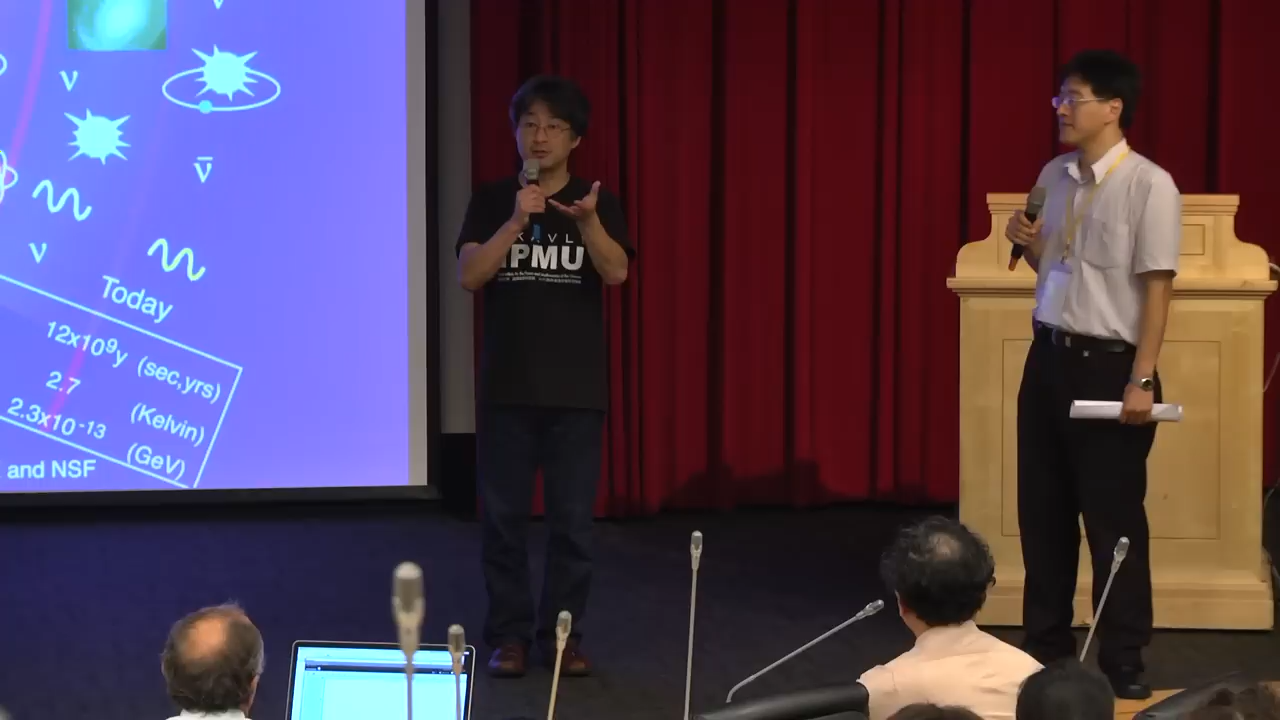 ν
ν
ν̄
ν
Today
12x10⁹y (sec,yrs)
2.7 (Kelvin)
2.3x10⁻¹³ (GeV)
and NSF
IPMU